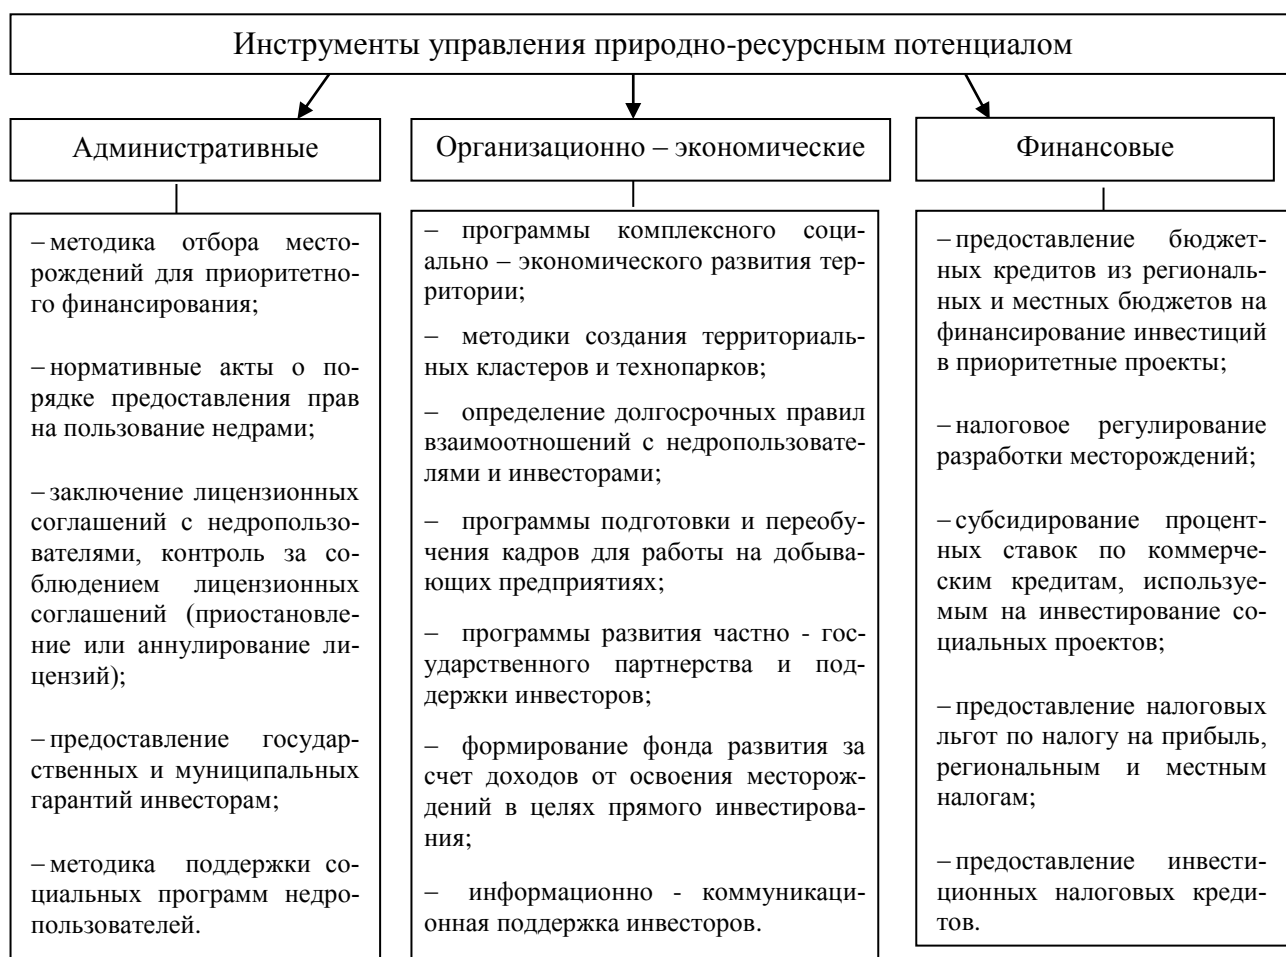 Инструменты управления природно-ресурсным потенциалом
Административные
– методика отбора место-
рождений для приоритетно-
го финансирования;
– нормативные акты о по-
рядке предоставления прав
на пользование недрами;
– заключение лицензионных
соглашений с недропользо-
вателями, контроль за со-
блюдением лицензионных
соглашений (приостановле-
ние или аннулирование ли-
цензий);
– предоставление государ-
ственных и муниципальных
гарантий инвесторам;
– методика поддержки со-
циальных программ недро-
пользователей.
Организационно – экономические
– программы комплексного соци-
ально – экономического развития тер-
ритории;
– методики создания территориаль-
ных кластеров и технопарков;
– определение долгосрочных правил
взаимоотношений с недропользовате-
лями и инвесторами;
– программы подготовки и переобу-
чения кадров для работы на добыва-
ющих предприятиях;
– программы развития частно - гос-
ударственного партнерства и под-
держки инвесторов;
– формирование фонда развития за
счет доходов от освоения месторож-
дений в целях прямого инвестирова-
ния;
– информационно - коммуникаци-
онная поддержка инвесторов.
Финансовые
– предоставление бюджет-
ных кредитов из региональ-
ных и местных бюджетов на
финансирование инвестиций
в приоритетные проекты;
– налоговое регулирование
разработки месторождений;
– субсидирование процент-
ных ставок по коммерче-
ским кредитам, используе-
мым на инвестирование со-
циальных проектов;
– предоставление налоговых
льгот по налогу на прибыль,
региональным и местным
налогам;
– предоставление инвести-
ционных налоговых креди-
тов.